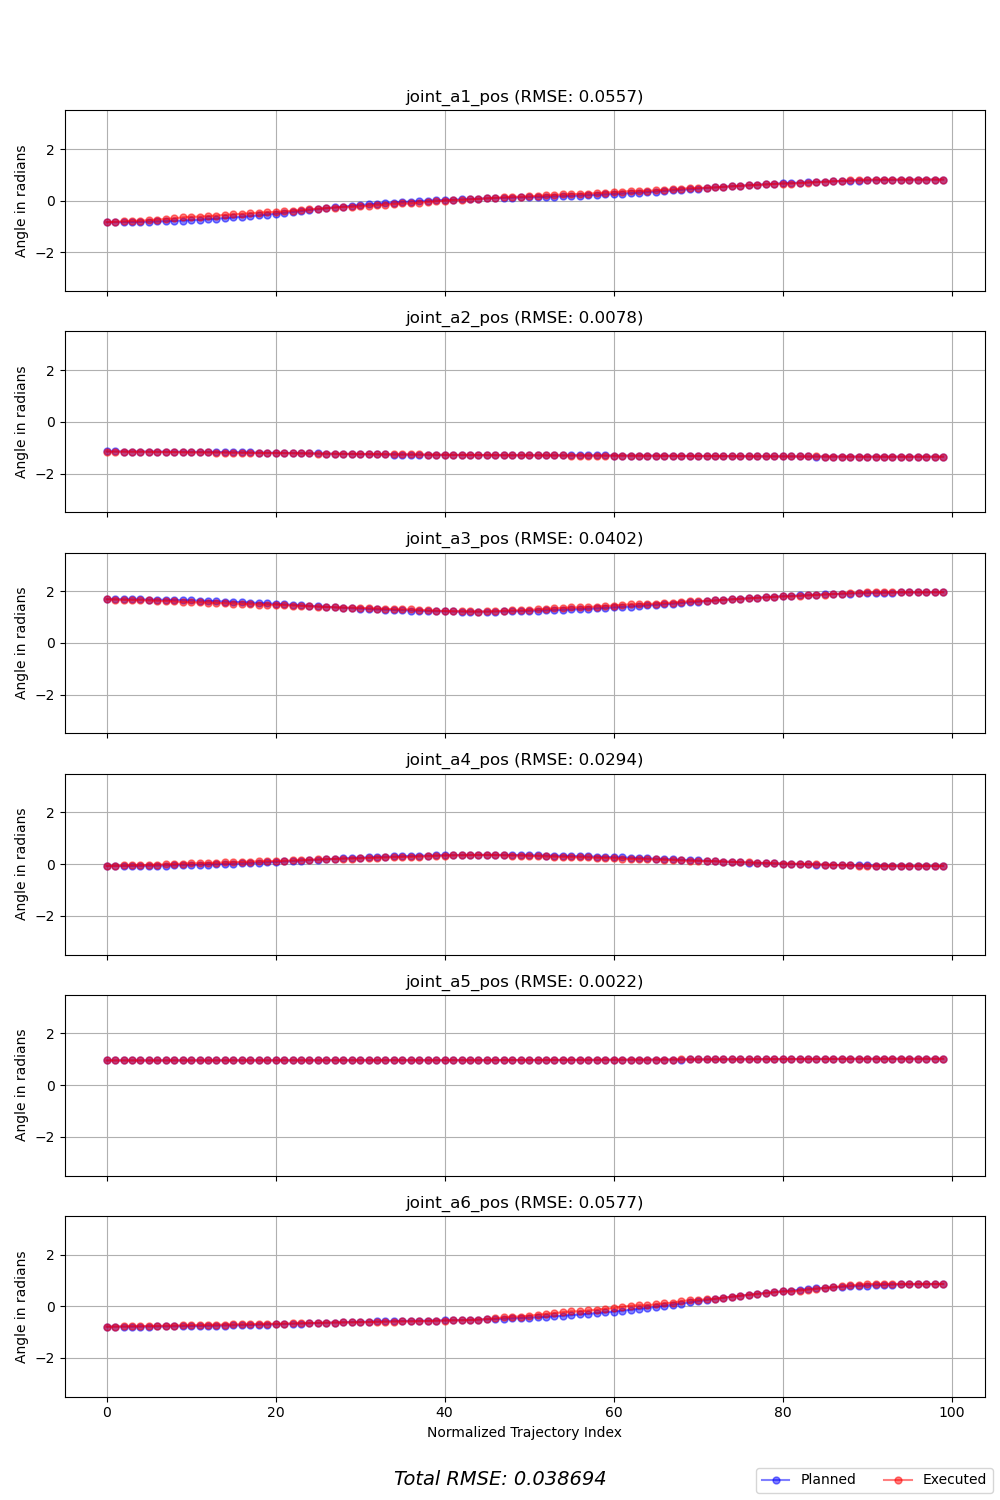 joint_a1_pos (RMSE: 0.0557)
Angle in radians
2
0
−2
joint_a2_pos (RMSE: 0.0078)
Angle in radians
2
0
−2
joint_a3_pos (RMSE: 0.0402)
Angle in radians
2
0
−2
joint_a4_pos (RMSE: 0.0294)
Angle in radians
2
0
−2
joint_a5_pos (RMSE: 0.0022)
Angle in radians
2
0
−2
joint_a6_pos (RMSE: 0.0577)
Angle in radians
2
0
−2
0 20 40 60 80 100
Normalized Trajectory Index
Total RMSE: 0.038694
Planned Executed